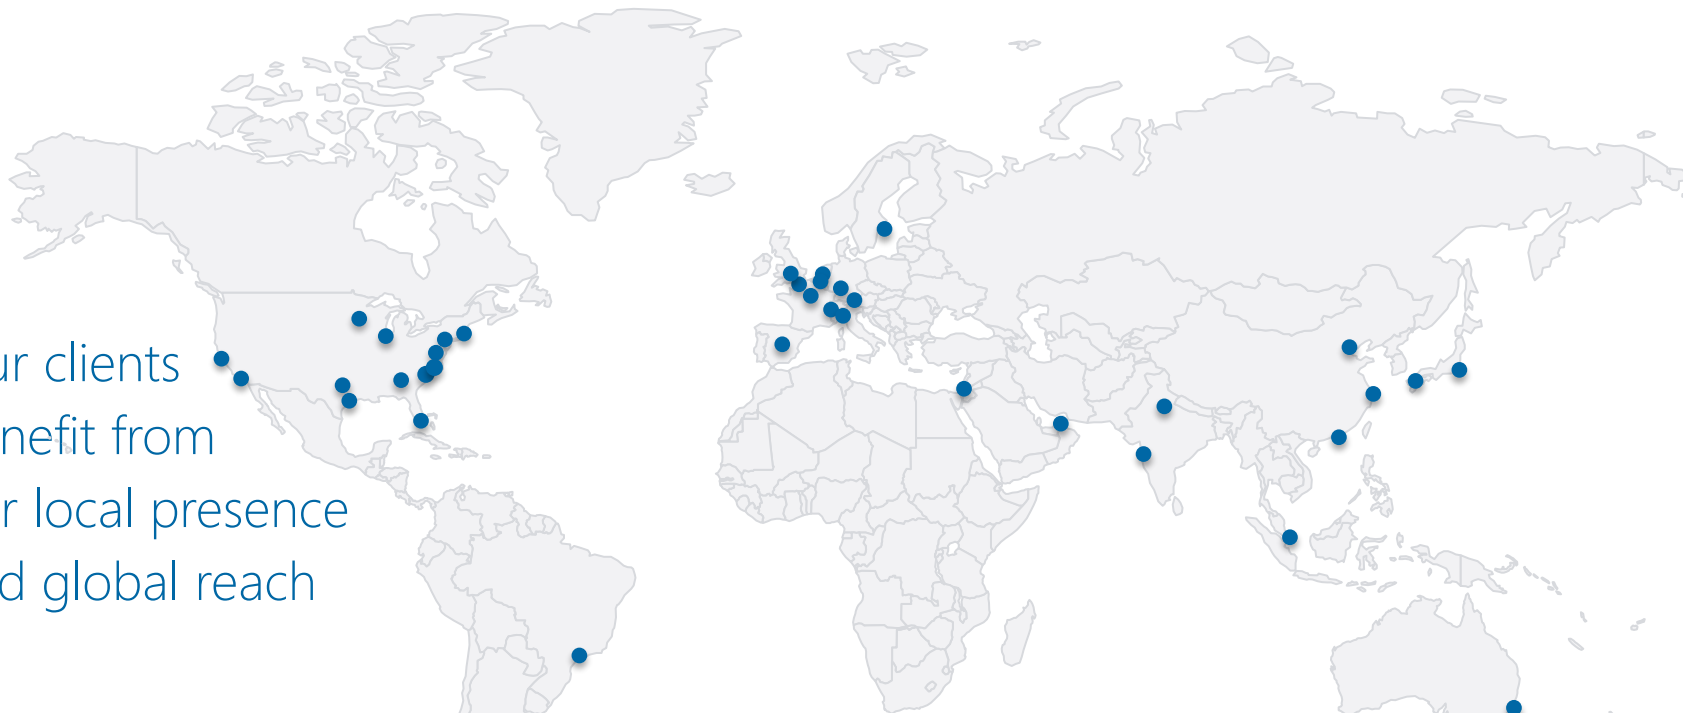 ur clients
nefit from
r local presence
d global reach